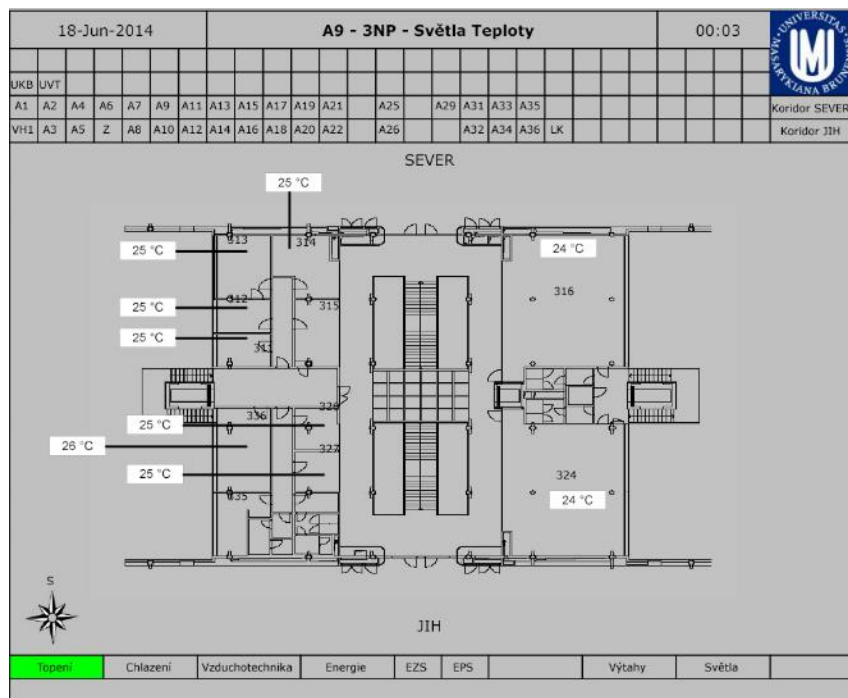 18-Jun-2014 A9 - 3NP - Světla Teploty 00:03
UKB UVT
A1 A2 A4 A6 A7 A9 A11 A13 A15 A17 A19 A21 A25 A29 A31 A33 A35 Koridor SEVER
VH1 A3 A5 Z A8 A10 A12 A14 A16 A18 A20 A22 A26 A32 A34 A36 LK Koridor JIH
UNIVERSITAS MASARYKIANA BRUNENSIS
SEVER
25 °C
313 314
25 °C 24 °C
316
312
25 °C 315
25 °C
311
336
25 °C
26 °C
327
25 °C 324
335 24 °C
S
JIH
Topení Chlazení Vzduchotechnika Energie EZS EPS Výtahy Světla